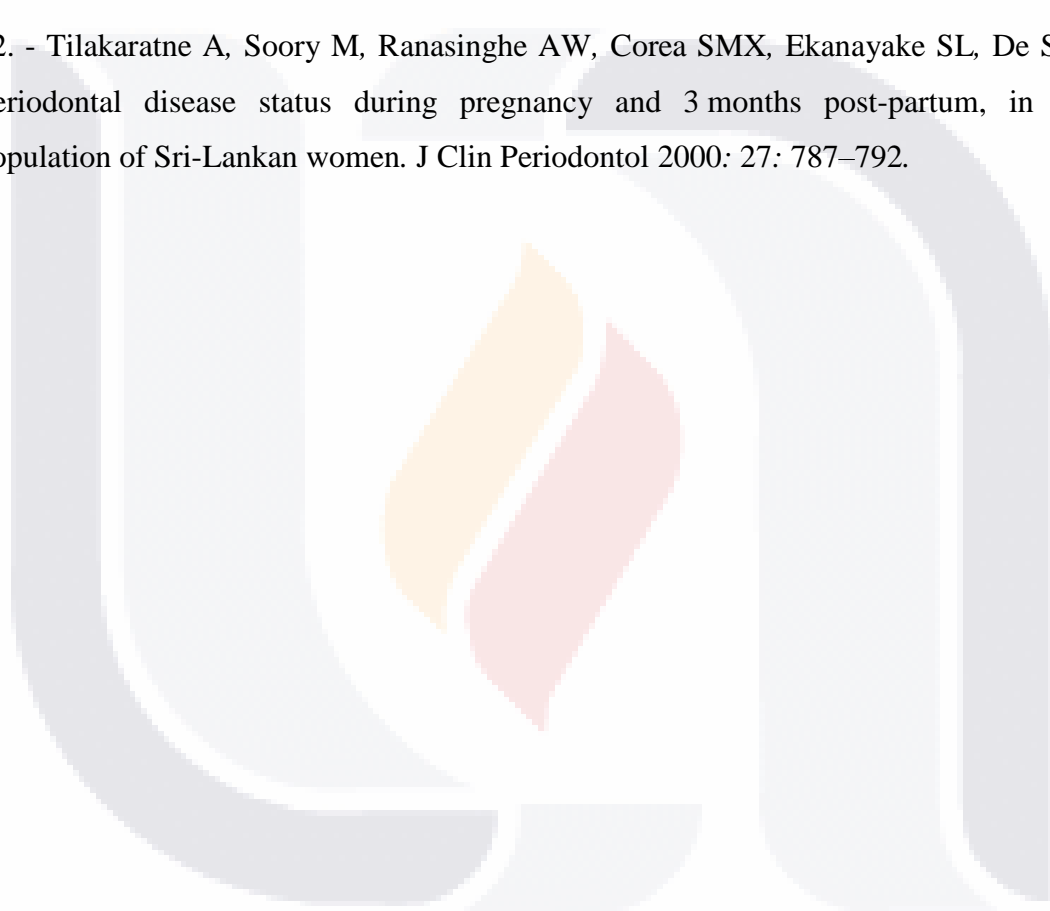 2. - Tilakaratne A, Soory M, Ranasinghe AW, Corea SMX, Ekanayake SL, De S
eriodontal disease status during pregnancy and 3 months post-partum, in
opulation of Sri-Lankan women. J Clin Periodontol 2000: 27: 787–792.